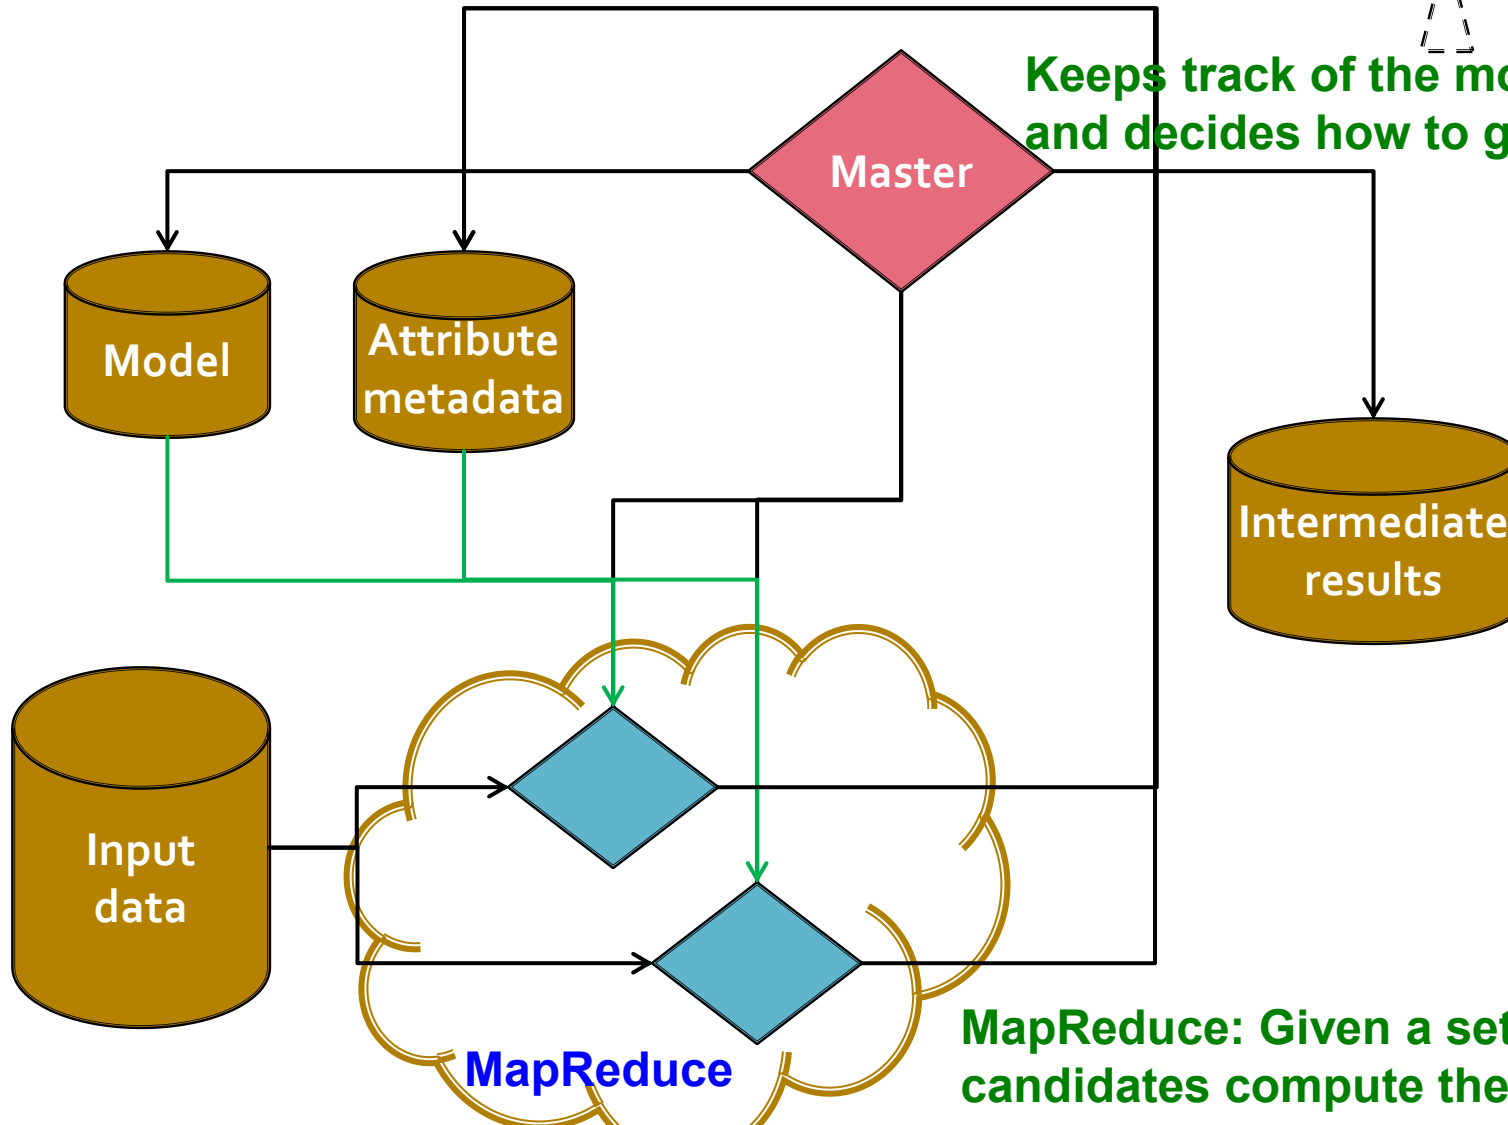 Keeps track of the mo
and decides how to g
Master
Model
Attribute
metadata
Intermediate
results
Input
data
MapReduce: Given a set
candidates compute the
MapReduce